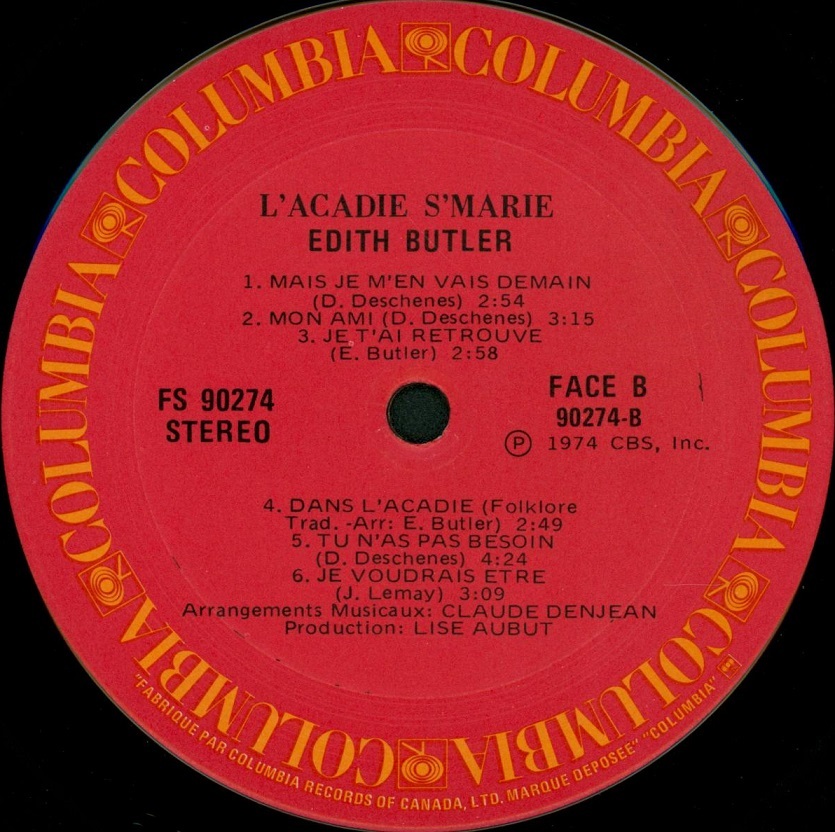 COLUMBIA COLUMBIA COLUMBIA COLUMBIA COLUMBIA COLUMBIA COLUMBIA COLUMBIA
L'ACADIE S'MARIE
EDITH BUTLER
1. MAIS JE M'EN VAIS DEMAIN
(D. Deschenes) 2:54
2. MON AMI (D. Deschenes) 3:15
3. JE T'AI RETROUVE
(E. Butler) 2:58
FS 90274
STEREO
FACE B
90274-B
Ⓟ 1974 CBS, Inc.
4. DANS L'ACADIE (Folklore
Trad. -Arr: E. Butler) 2:49
5. TU N'AS PAS BESOIN
(D. Deschenes) 4:24
6. JE VOUDRAIS ETRE
(J. Lemay) 3:09
Arrangements Musicaux: CLAUDE DENJEAN
Production: LISE AUBUT
"FABRIQUE PAR COLUMBIA RECORDS OF CANADA, LTD. MARQUE DEPOSEE" "COLUMBIA"